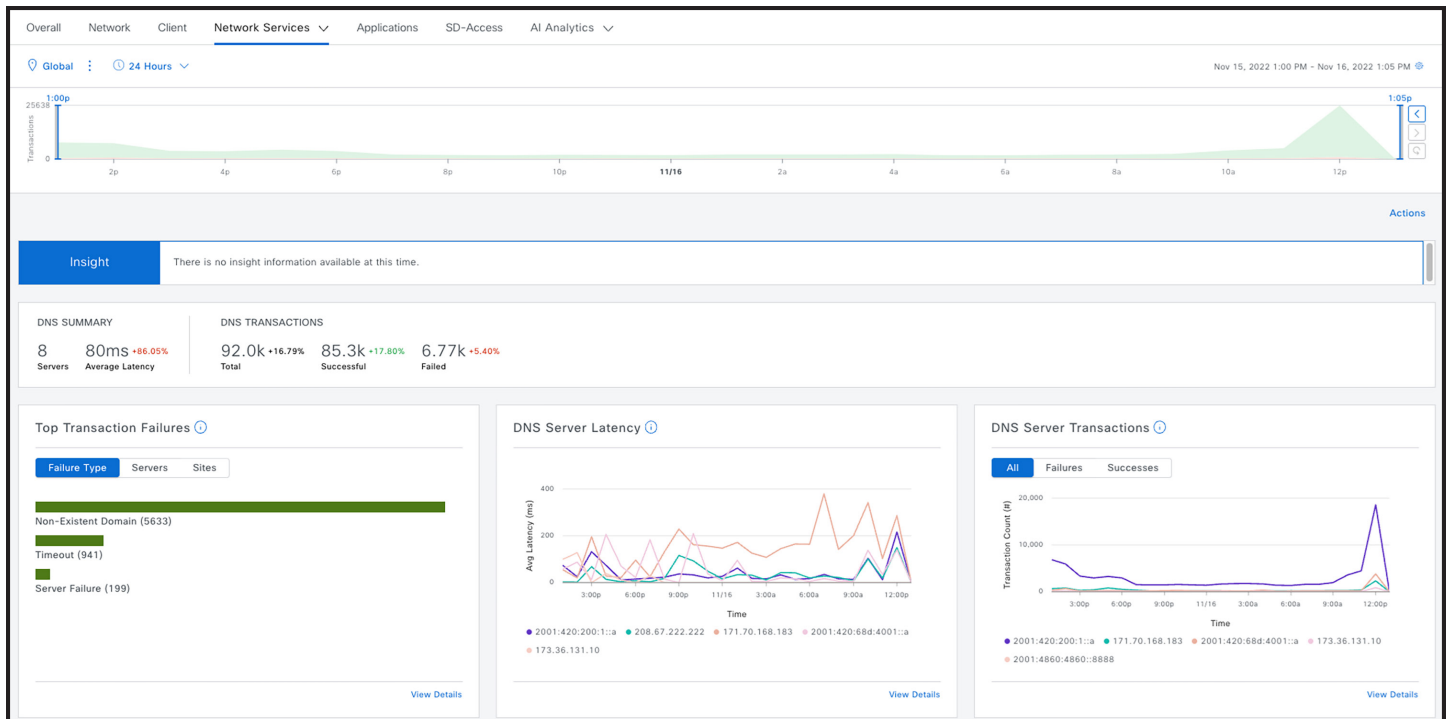 Overall Network Client Network Services Applications SD-Access AI Analytics
Global 24 Hours Nov 15, 2022 1:00 PM - Nov 16, 2022 1:05 PM
1:00p 1:05p
25638
Transactions
0
2p 4p 6p 8p 10p 11/16 2a 4a 6a 8a 10a 12p
Actions
Insight There is no insight information available at this time.
DNS SUMMARY DNS TRANSACTIONS
8 80ms +86.05% 92.0k +16.79% 85.3k +17.80% 6.77k +5.40%
Servers Average Latency Total Successful Failed
Top Transaction Failures
Failure Type Servers Sites
Non-Existent Domain (5633)
Timeout (941)
Server Failure (199)
View Details
DNS Server Latency
Avg Latency (ms)
400
200
0
3:00p 6:00p 9:00p 11/16 3:00a 6:00a 9:00a 12:00p
Time
2001:420:200:1::a 208.67.222.222 171.70.168.183 2001:420:68d:4001::a
173.36.131.10
View Details
DNS Server Transactions
All Failures Successes
Transaction Count (#)
20,000
10,000
0
3:00p 6:00p 9:00p 11/16 3:00a 6:00a 9:00a 12:00p
Time
2001:420:200:1::a 171.70.168.183 2001:420:68d:4001::a 173.36.131.10
2001:4860:4860::8888
View Details